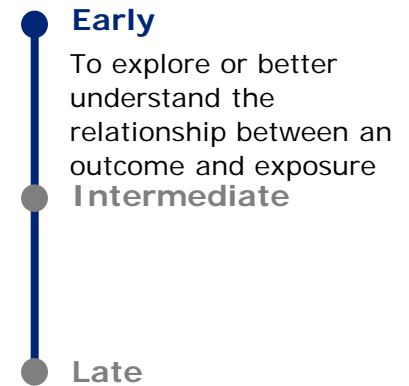 Early
To explore or better
understand the
relationship between an
outcome and exposure
Intermediate
Late